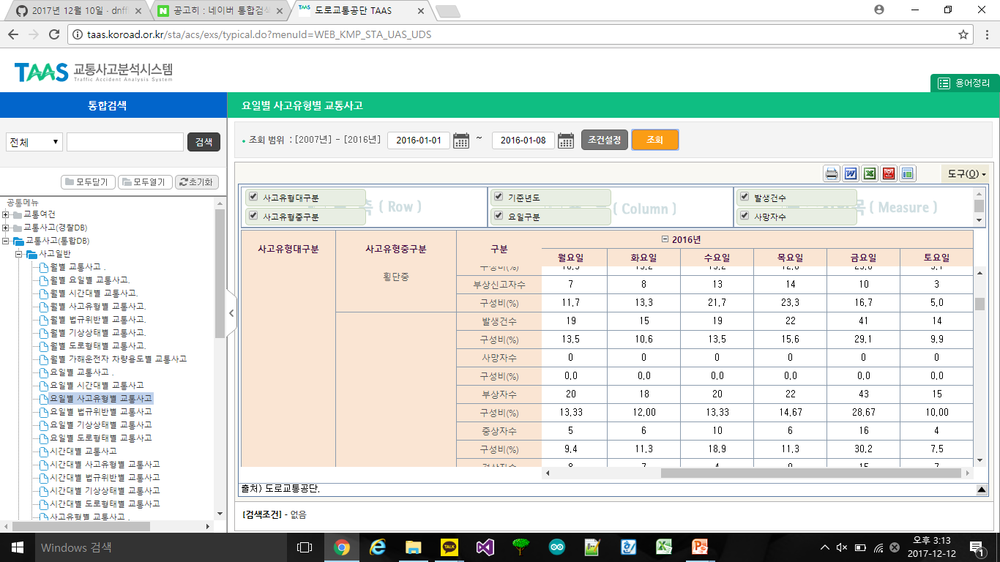 2017년 12월 10일 · dnff
공고히 : 네이버 통합검색
도로교통공단 TAAS
taas.koroad.or.kr/sta/acs/exs/typical.do?menuId=WEB_KMP_STA_UAS_UDS
TAAS 교통사고분석시스템
Traffic Accident Analysis System
용어정리
통합검색
요일별 사고유형별 교통사고
전체 검색
조회 범위 : [2007년] - [2016년] 2016-01-01 ~ 2016-01-08 조건설정 조회
모두닫기 모두열기 초기화
도구(O)
공통메뉴
교통여건
교통사고(경찰DB)
교통사고(통합DB)
사고일반
월별 교통사고 .
월별 요일별 교통사고.
월별 시간대별 교통사고.
월별 사고유형별 교통사고.
월별 법규위반별 교통사고.
월별 기상상태별 교통사고.
월별 도로형태별 교통사고.
월별 가해운전자 차량용도별 교통사고
요일별 교통사고 .
요일별 시간대별 교통사고
요일별 사고유형별 교통사고
요일별 법규위반별 교통사고
요일별 기상상태별 교통사고
요일별 도로형태별 교통사고
시간대별 교통사고
시간대별 사고유형별 교통사고
시간대별 법규위반별 교통사고
시간대별 기상상태별 교통사고
시간대별 도로형태별 교통사고
사고유형별 교통사고 .
사고유형대구분 기준년도 발생건수
축 ( Row ) ( Column ) 목 ( Measure )
사고유형중구분 요일구분 사망자수
사고유형대구분 사고유형중구분 구분 2016년
월요일 화요일 수요일 목요일 금요일 토요일
횡단중
구성비(%)
부상신고자수 7 8 13 14 10 3
구성비(%) 11,7 13,3 21,7 23,3 16,7 5,0
발생건수 19 15 19 22 41 14
구성비(%) 13,5 10,6 13,5 15,6 29,1 9,9
사망자수 0 0 0 0 0 0
구성비(%) 0,0 0,0 0,0 0,0 0,0 0,0
부상자수 20 18 20 22 43 15
구성비(%) 13,33 12,00 13,33 14,67 28,67 10,00
중상자수 5 6 10 6 16 4
구성비(%) 9,4 11,3 18,9 11,3 30,2 7,5
출처) 도로교통공단.
[검색조건] - 없음
Windows 검색
TALK
오후 3:13
2017-12-12
1